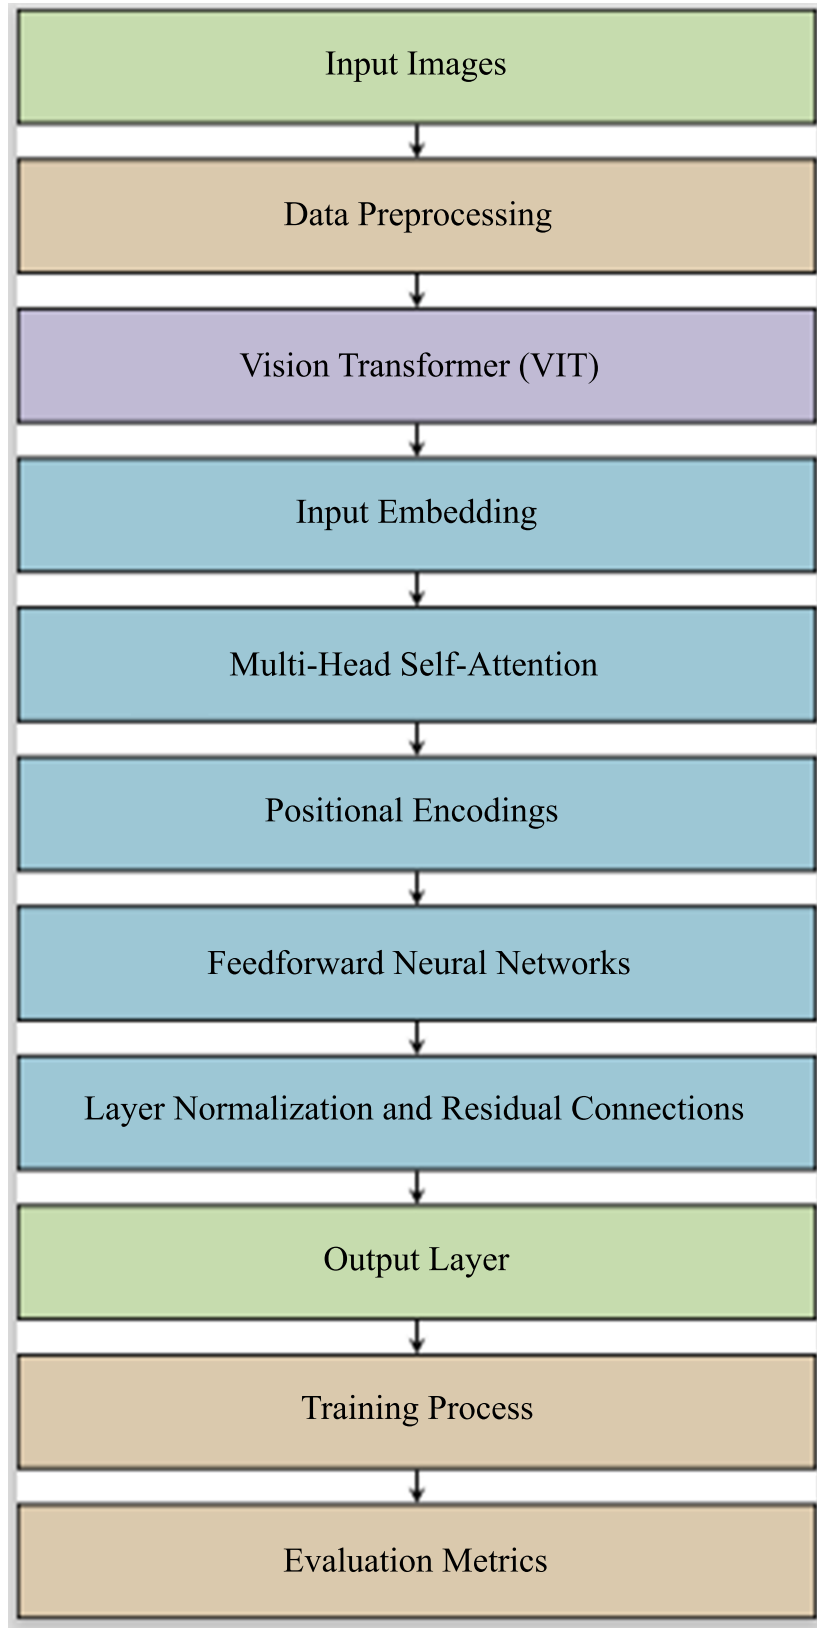 Input Images
Data Preprocessing
Vision Transformer (VIT)
Input Embedding
Multi-Head Self-Attention
Positional Encodings
Feedforward Neural Networks
Layer Normalization and Residual Connections
Output Layer
Training Process
Evaluation Metrics